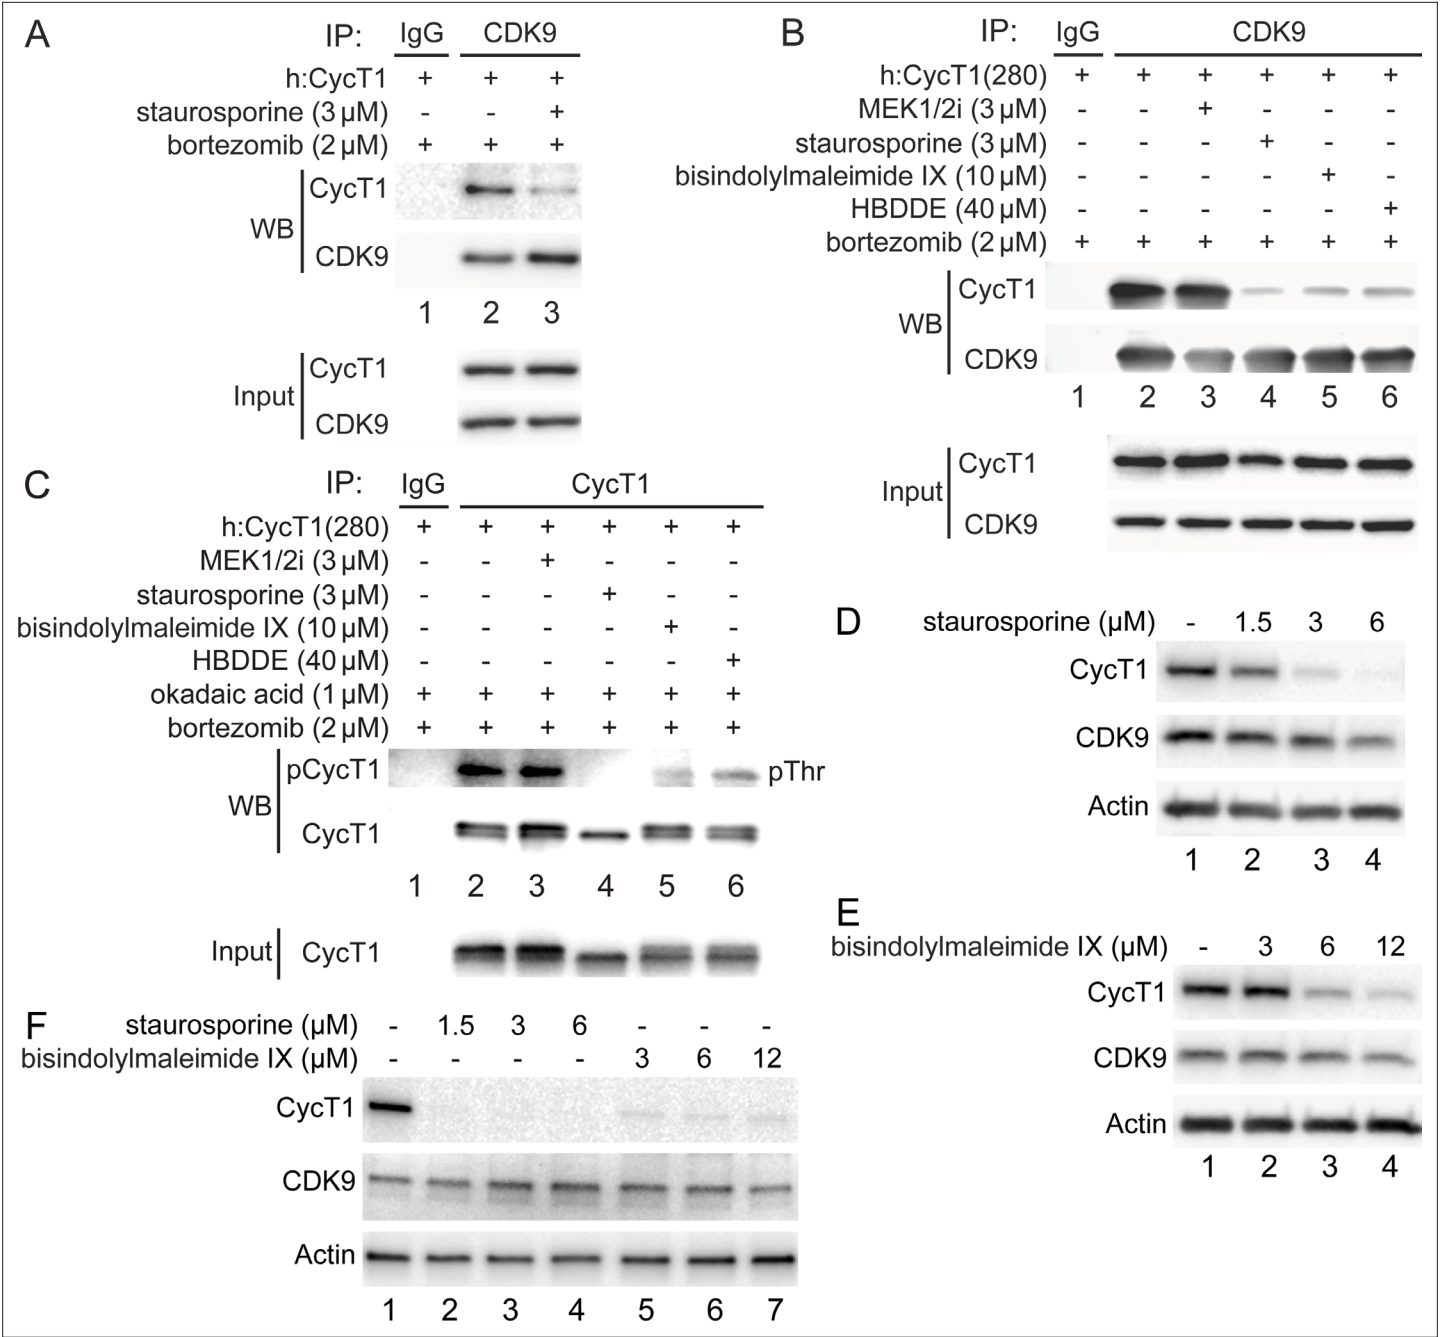 A
IP: IgG CDK9
h:CycT1 + + +
staurosporine (3 µM) - - +
bortezomib (2 µM) + + +
WB
CycT1
CDK9
1 2 3
Input
CycT1
CDK9
B
IP: IgG CDK9
h:CycT1(280) + + + + + +
MEK1/2i (3 µM) - - + - - -
staurosporine (3 µM) - - - + - -
bisindolylmaleimide IX (10 µM) - - - - + -
HBDDE (40 µM) - - - - - +
bortezomib (2 µM) + + + + + +
WB
CycT1
CDK9
1 2 3 4 5 6
Input
CycT1
CDK9
C
IP: IgG CycT1
h:CycT1(280) + + + + + +
MEK1/2i (3 µM) - - + - - -
staurosporine (3 µM) - - - + - -
bisindolylmaleimide IX (10 µM) - - - - + -
HBDDE (40 µM) - - - - - +
okadaic acid (1 µM) + + + + + +
bortezomib (2 µM) + + + + + +
WB
pCycT1 pThr
CycT1
1 2 3 4 5 6
Input CycT1
D
staurosporine (µM) - 1.5 3 6
CycT1
CDK9
Actin
1 2 3 4
E
bisindolylmaleimide IX (µM) - 3 6 12
CycT1
CDK9
Actin
1 2 3 4
F
staurosporine (µM) - 1.5 3 6 - - -
bisindolylmaleimide IX (µM) - - - - 3 6 12
CycT1
CDK9
Actin
1 2 3 4 5 6 7